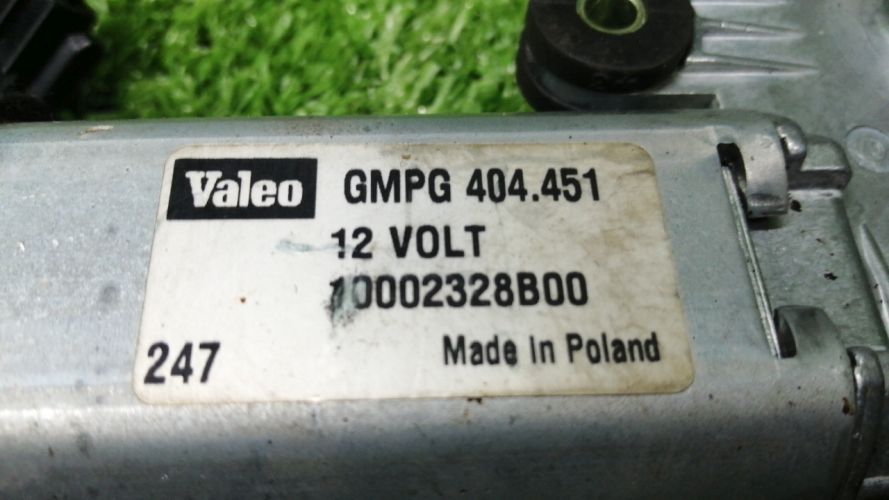 Valeo GMPG 404.451
12 VOLT
10002328B00
247 Made In Poland